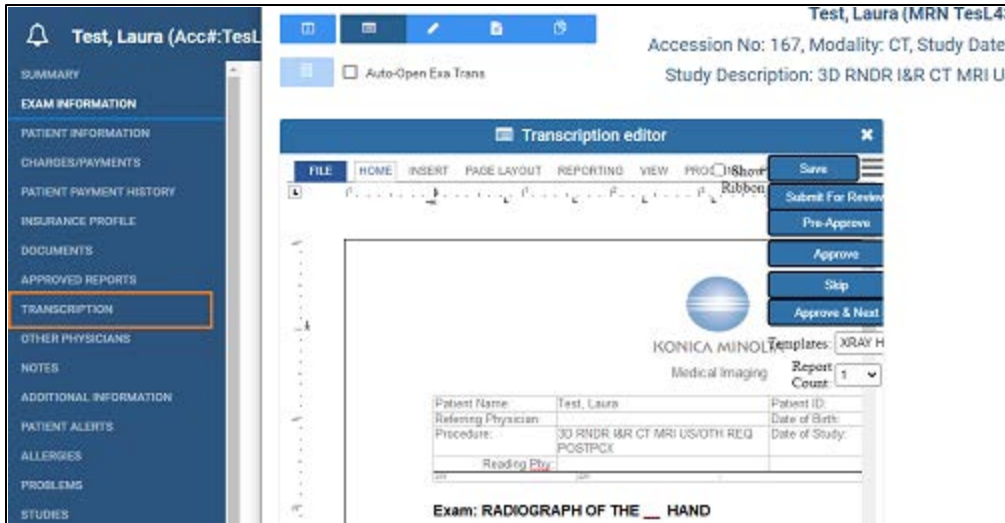 Test, Laura (Acc#:TesL
SUMMARY
EXAM INFORMATION
PATIENT INFORMATION
CHARGES/PAYMENTS
PATIENT PAYMENT HISTORY
INSURANCE PROFILE
DOCUMENTS
APPROVED REPORTS
TRANSCRIPTION
OTHER PHYSICIANS
NOTES
ADDITIONAL INFORMATION
PATIENT ALERTS
ALLERGIES
PROBLEMS
STUDIES
Test, Laura (MRN TesL4
Accession No: 167, Modality: CT, Study Date
Study Description: 3D RNDR I&R CT MRI U
Auto-Open Exa Trans
Transcription editor
FILE HOME INSERT PAGE LAYOUT REPORTING VIEW
Show Ribbon
Save
Submit For Review
Pre-Approve
Approve
Skip
Approve & Next
Templates: XRAY H
Report Count 1
KONICA MINOLTA
Medical Imaging
Patient Name: Test, Laura Patient ID:
Referring Physician: Date of Birth:
Procedure: 3D RNDR I&R CT MRI US/OTH REQ Date of Study:
POSTPCX
Reading Phy:
Exam: RADIOGRAPH OF THE __ HAND